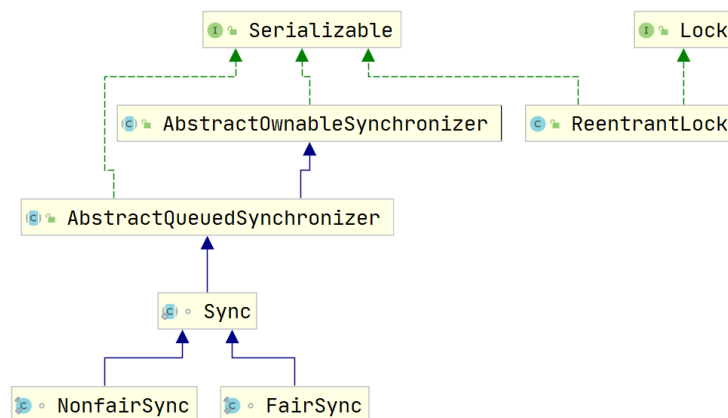 Serializable
Lock
AbstractOwnableSynchronizer
ReentrantLock
AbstractQueuedSynchronizer
Sync
NonfairSync
FairSync